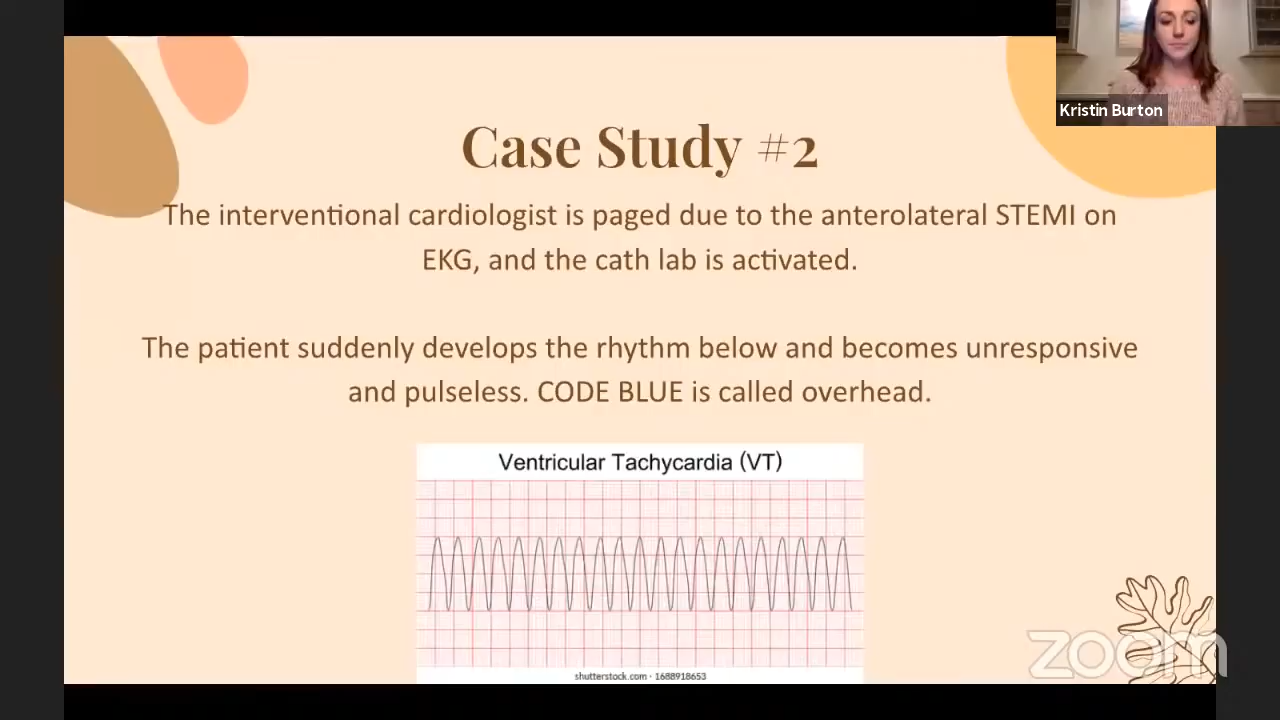 Kristin Burton
Case Study #2
The interventional cardiologist is paged due to the anterolateral STEMI on
EKG, and the cath lab is activated.
The patient suddenly develops the rhythm below and becomes unresponsive
and pulseless. CODE BLUE is called overhead.
Ventricular Tachycardia (VT)
shutterstock.com · 1688918653
zoom